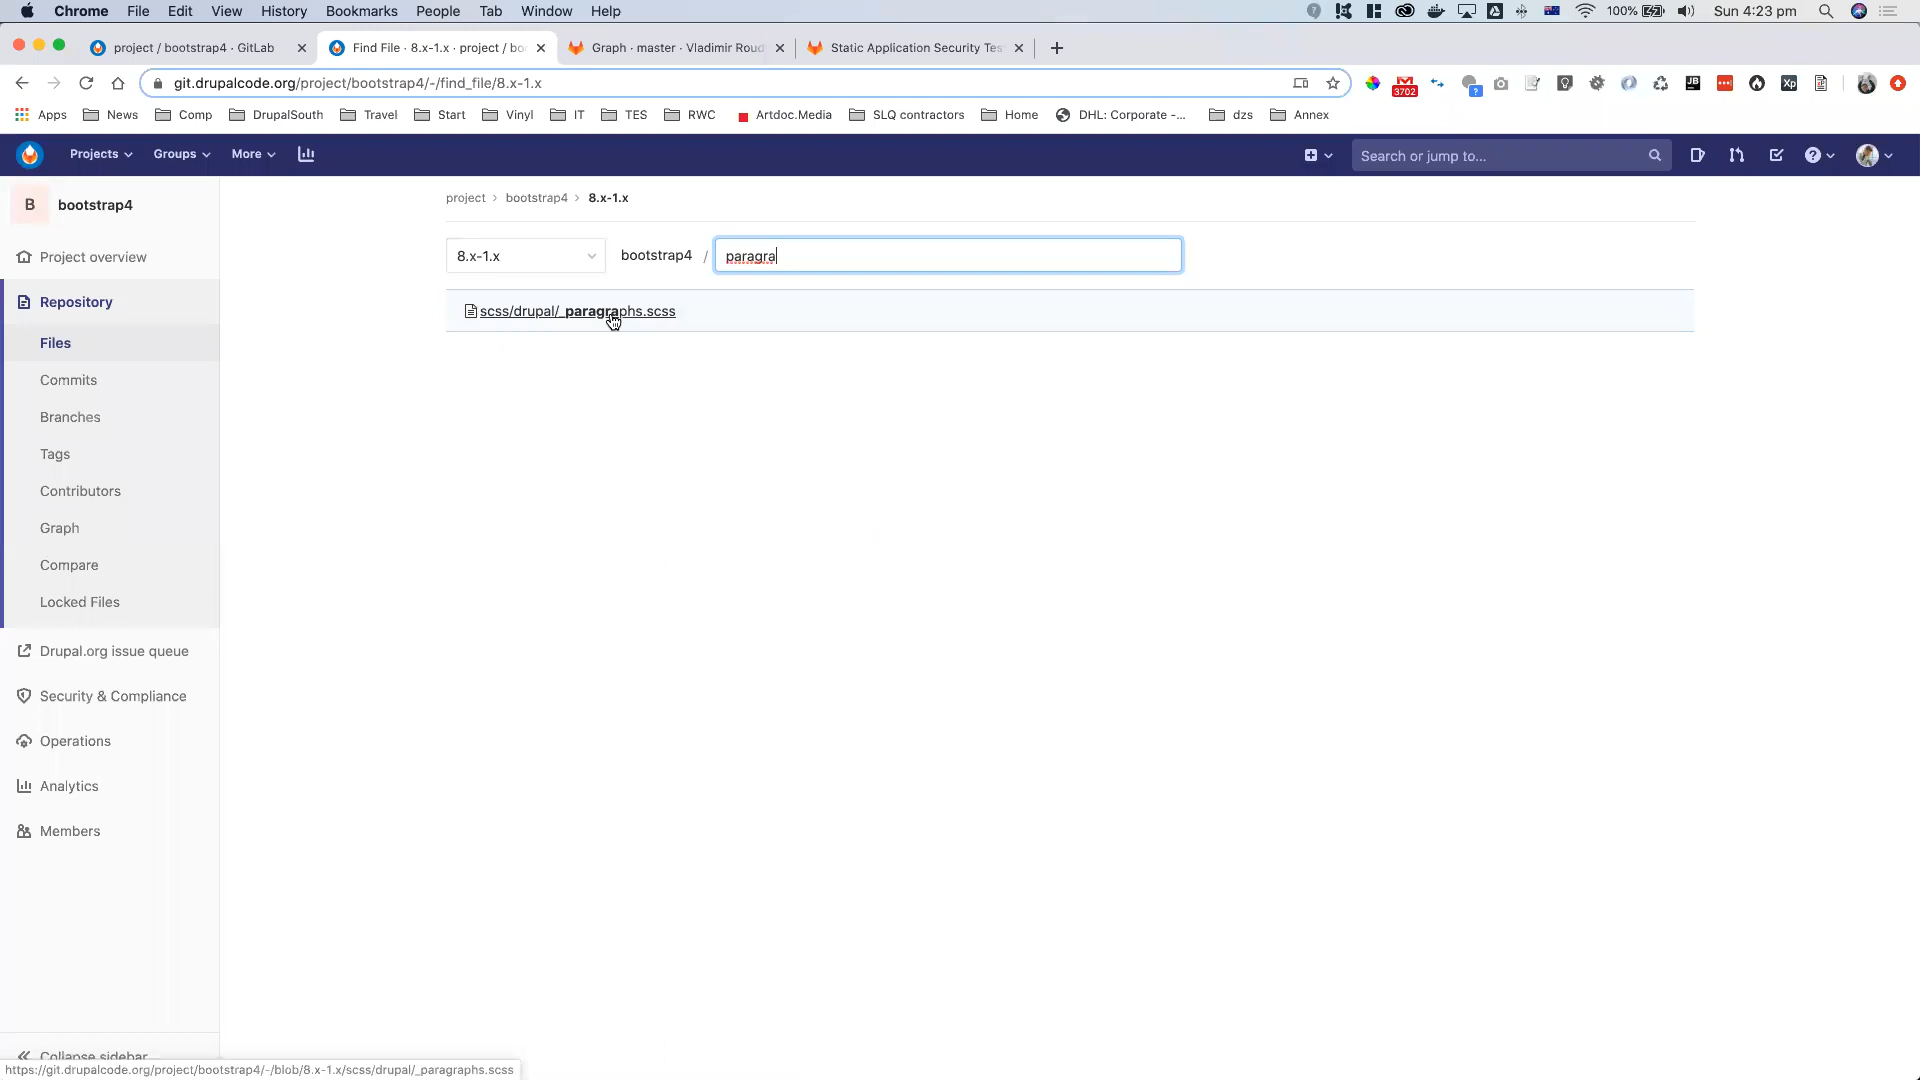 Chrome File Edit View History Bookmarks People Tab Window Help 100% Sun 4:23 pm
project / bootstrap4 · GitLab Find File · 8.x-1.x · project / bo Graph · master · Vladimir Roud Static Application Security Tes
git.drupalcode.org/project/bootstrap4/-/find_file/8.x-1.x 3702 ? JB Xp
Apps News Comp DrupalSouth Travel Start Vinyl IT TES RWC Artdoc.Media SLQ contractors Home DHL: Corporate -... dzs Annex
Projects Groups More Search or jump to...
B bootstrap4
project > bootstrap4 > 8.x-1.x
8.x-1.x bootstrap4 / paragra
scss/drupal/_paragraphs.scss
Project overview
Repository
Files
Commits
Branches
Tags
Contributors
Graph
Compare
Locked Files
Drupal.org issue queue
Security & Compliance
Operations
Analytics
Members
Collapse sidebar
https://git.drupalcode.org/project/bootstrap4/-/blob/8.x-1.x/scss/drupal/_paragraphs.scss